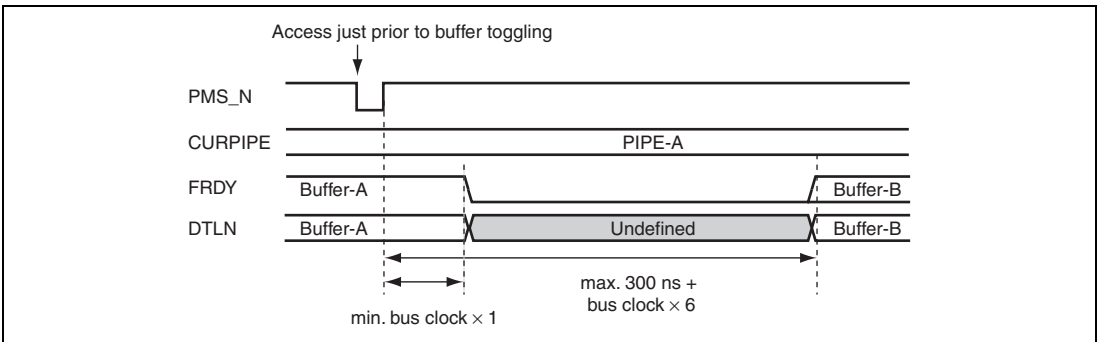 Access just prior to buffer toggling
PMS_N
CURPIPE PIPE-A
FRDY Buffer-A Buffer-B
DTLN Buffer-A Undefined Buffer-B
max. 300 ns +
bus clock × 6
min. bus clock × 1